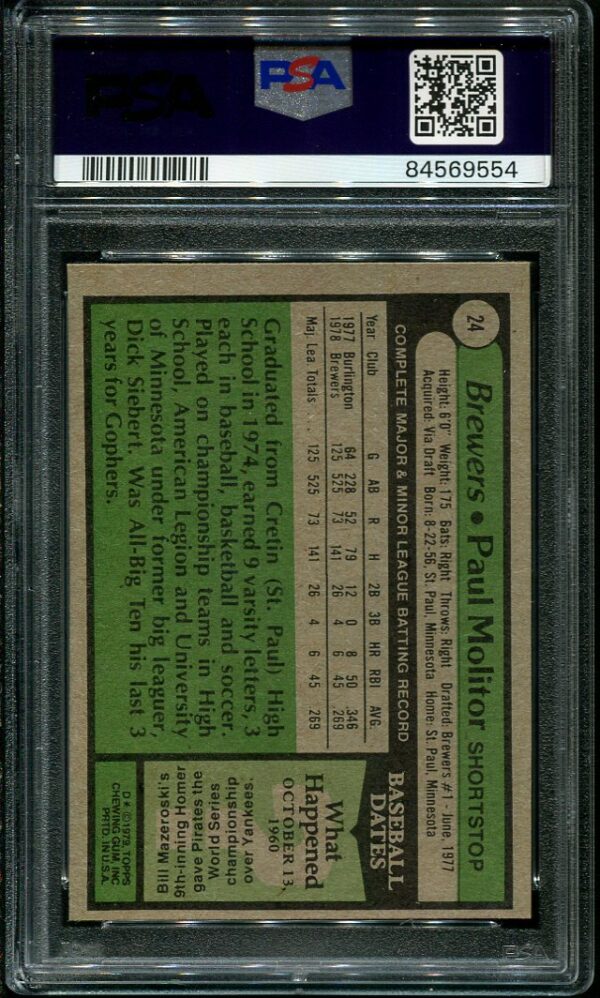 PSA
PSA
84569554
24
Brewers • Paul Molitor SHORTSTOP
Height: 6'0" Weight: 175 Bats: Right Throws: Right Drafted: Brewers #1 - June, 1977
Acquired: Via Draft Born: 8-22-56, St. Paul, Minnesota Home: St. Paul, Minnesota
COMPLETE MAJOR & MINOR LEAGUE BATTING RECORD
Year Club G AB R H 2B 3B HR RBI AVG.
1977 Burlington 64 228 52 79 12 0 8 50 .346
1978 Brewers 125 525 73 141 26 4 6 45 .269
Maj. Lea Totals . . . 125 525 73 141 26 4 6 45 .269
Graduated from Cretin (St. Paul) High
School in 1974, earned 9 varsity letters, 3
each in baseball, basketball and soccer.
Played on championship teams in High
School, American Legion and University
of Minnesota under former big leaguer,
Dick Siebert. Was All-Big Ten his last 3
years for Gophers.
BASEBALL
DATES
What
Happened
OCTOBER 13,
1960
Bill Mazeroski's
9th-inning Homer
gave Pirates the
World Series
championship
over Yankees.
D* © 1979, TOPPS
CHEWING GUM, INC
PRTD. IN U.S.A.
PSA